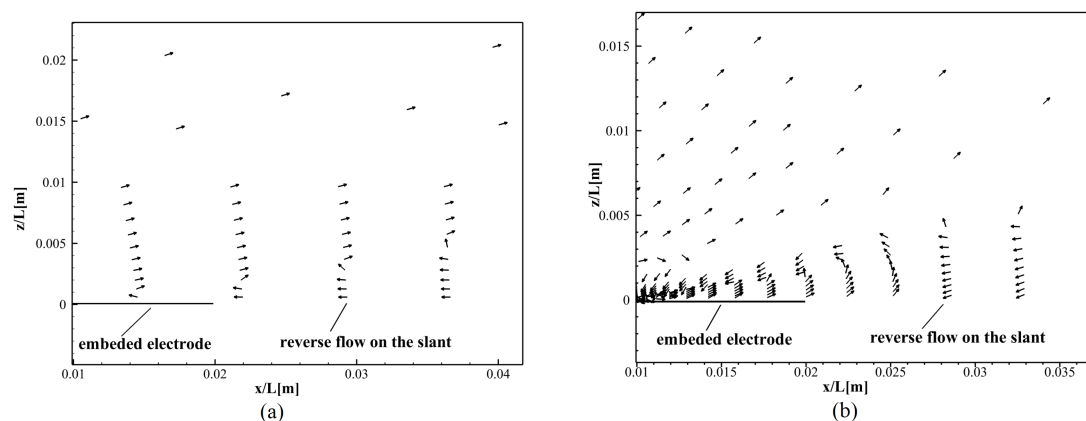 (a)
0.02
0.015
0.01
0.005
0
z/L[m]
embeded electrode
reverse flow on the slant
0.01
0.02
0.03
0.04
x/L[m]
(a)
(b)
0.015
0.01
0.005
0
z/L[m]
embeded electrode
reverse flow on the slant
0.01
0.015
0.02
0.025
0.03
0.035
x/L[m]
(b)